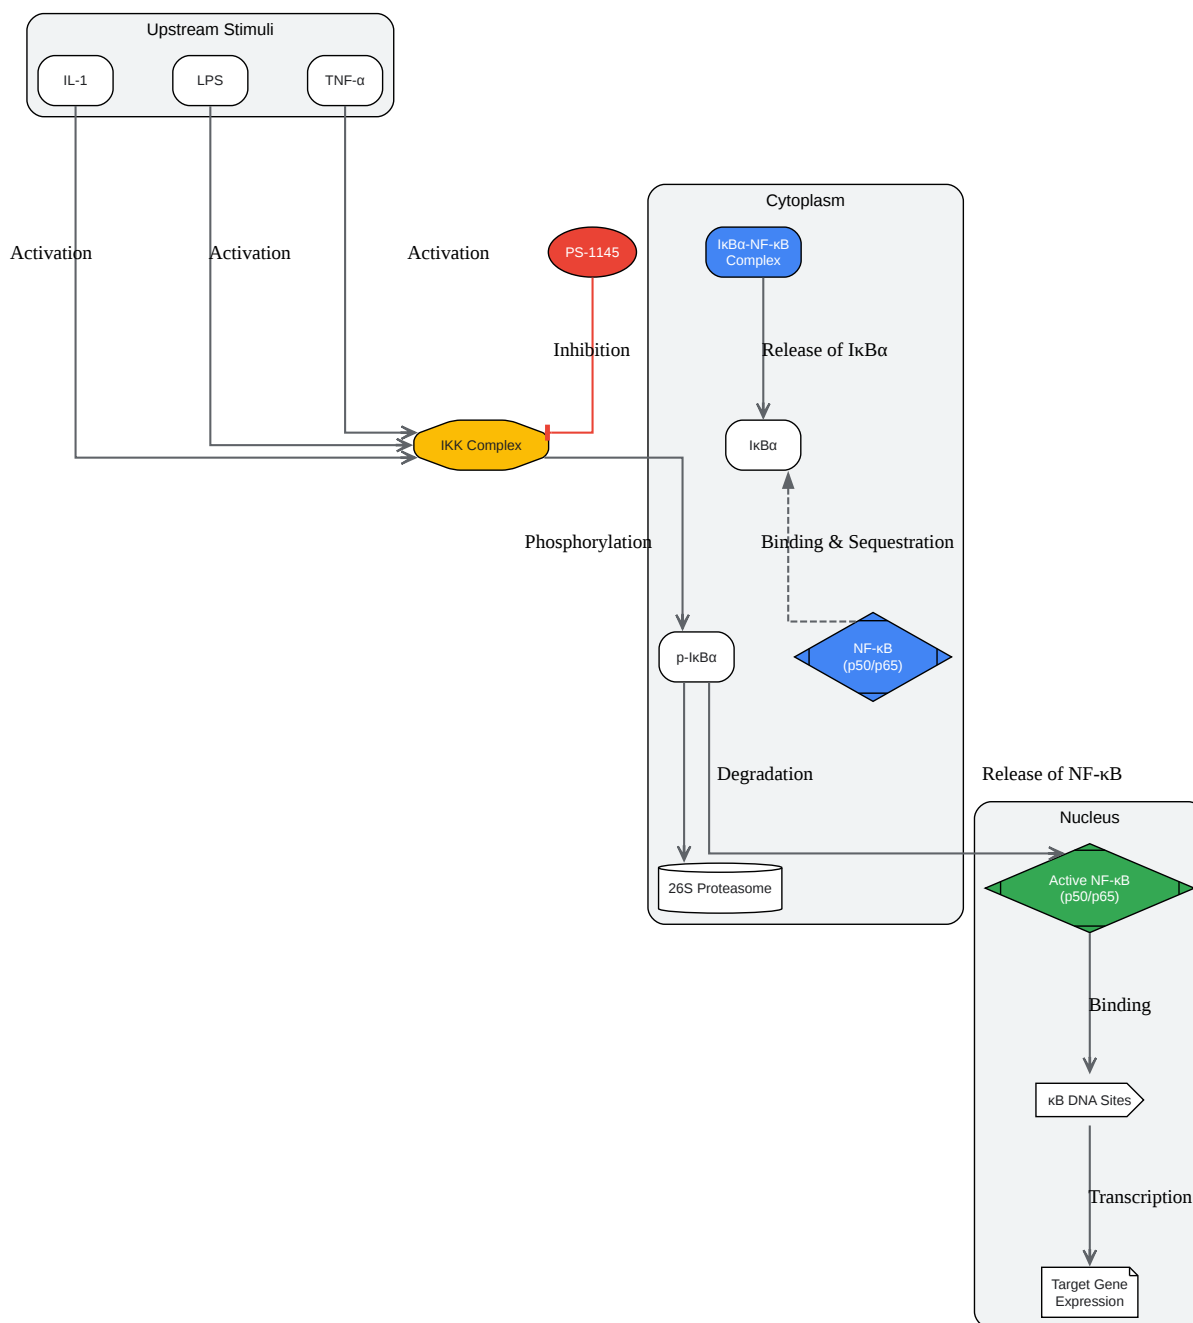 Upstream Stimuli
IL-1
LPS
TNF-α
Cytoplasm
Activation
Activation
Activation
PS-1145
IκBα-NF-κB
Complex
Inhibition
Release of IκBα
IKK Complex
IκBα
Phosphorylation
Binding & Sequestration
p-IκBα
NF-κB
(p50/p65)
Degradation
Release of NF-κB
Nucleus
26S Proteasome
Active NF-κB
(p50/p65)
Binding
κB DNA Sites
Transcription
Target Gene
Expression